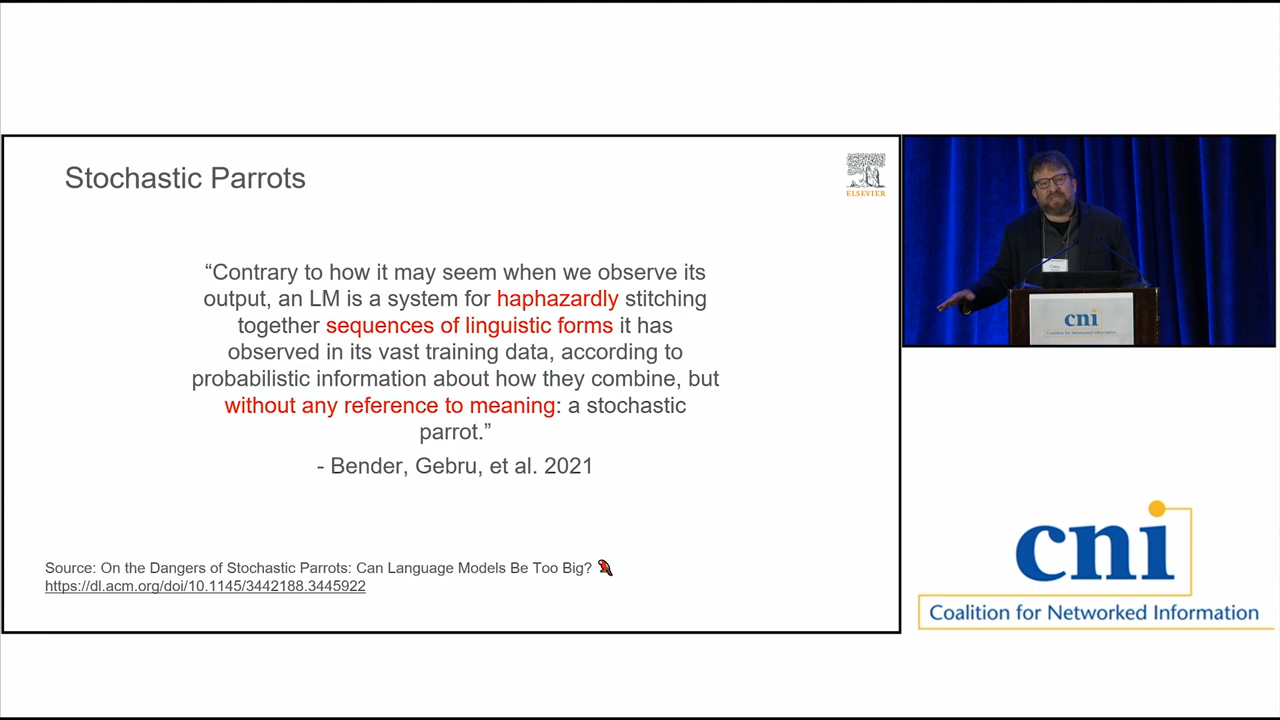 Stochastic Parrots
ELSEVIER
“Contrary to how it may seem when we observe its
output, an LM is a system for haphazardly stitching
together sequences of linguistic forms it has
observed in its vast training data, according to
probabilistic information about how they combine, but
without any reference to meaning: a stochastic
parrot.”
- Bender, Gebru, et al. 2021
Source: On the Dangers of Stochastic Parrots: Can Language Models Be Too Big?
https://dl.acm.org/doi/10.1145/3442188.3445922
cni
Coalition for Networked Information
cni
Coalition for Networked Information